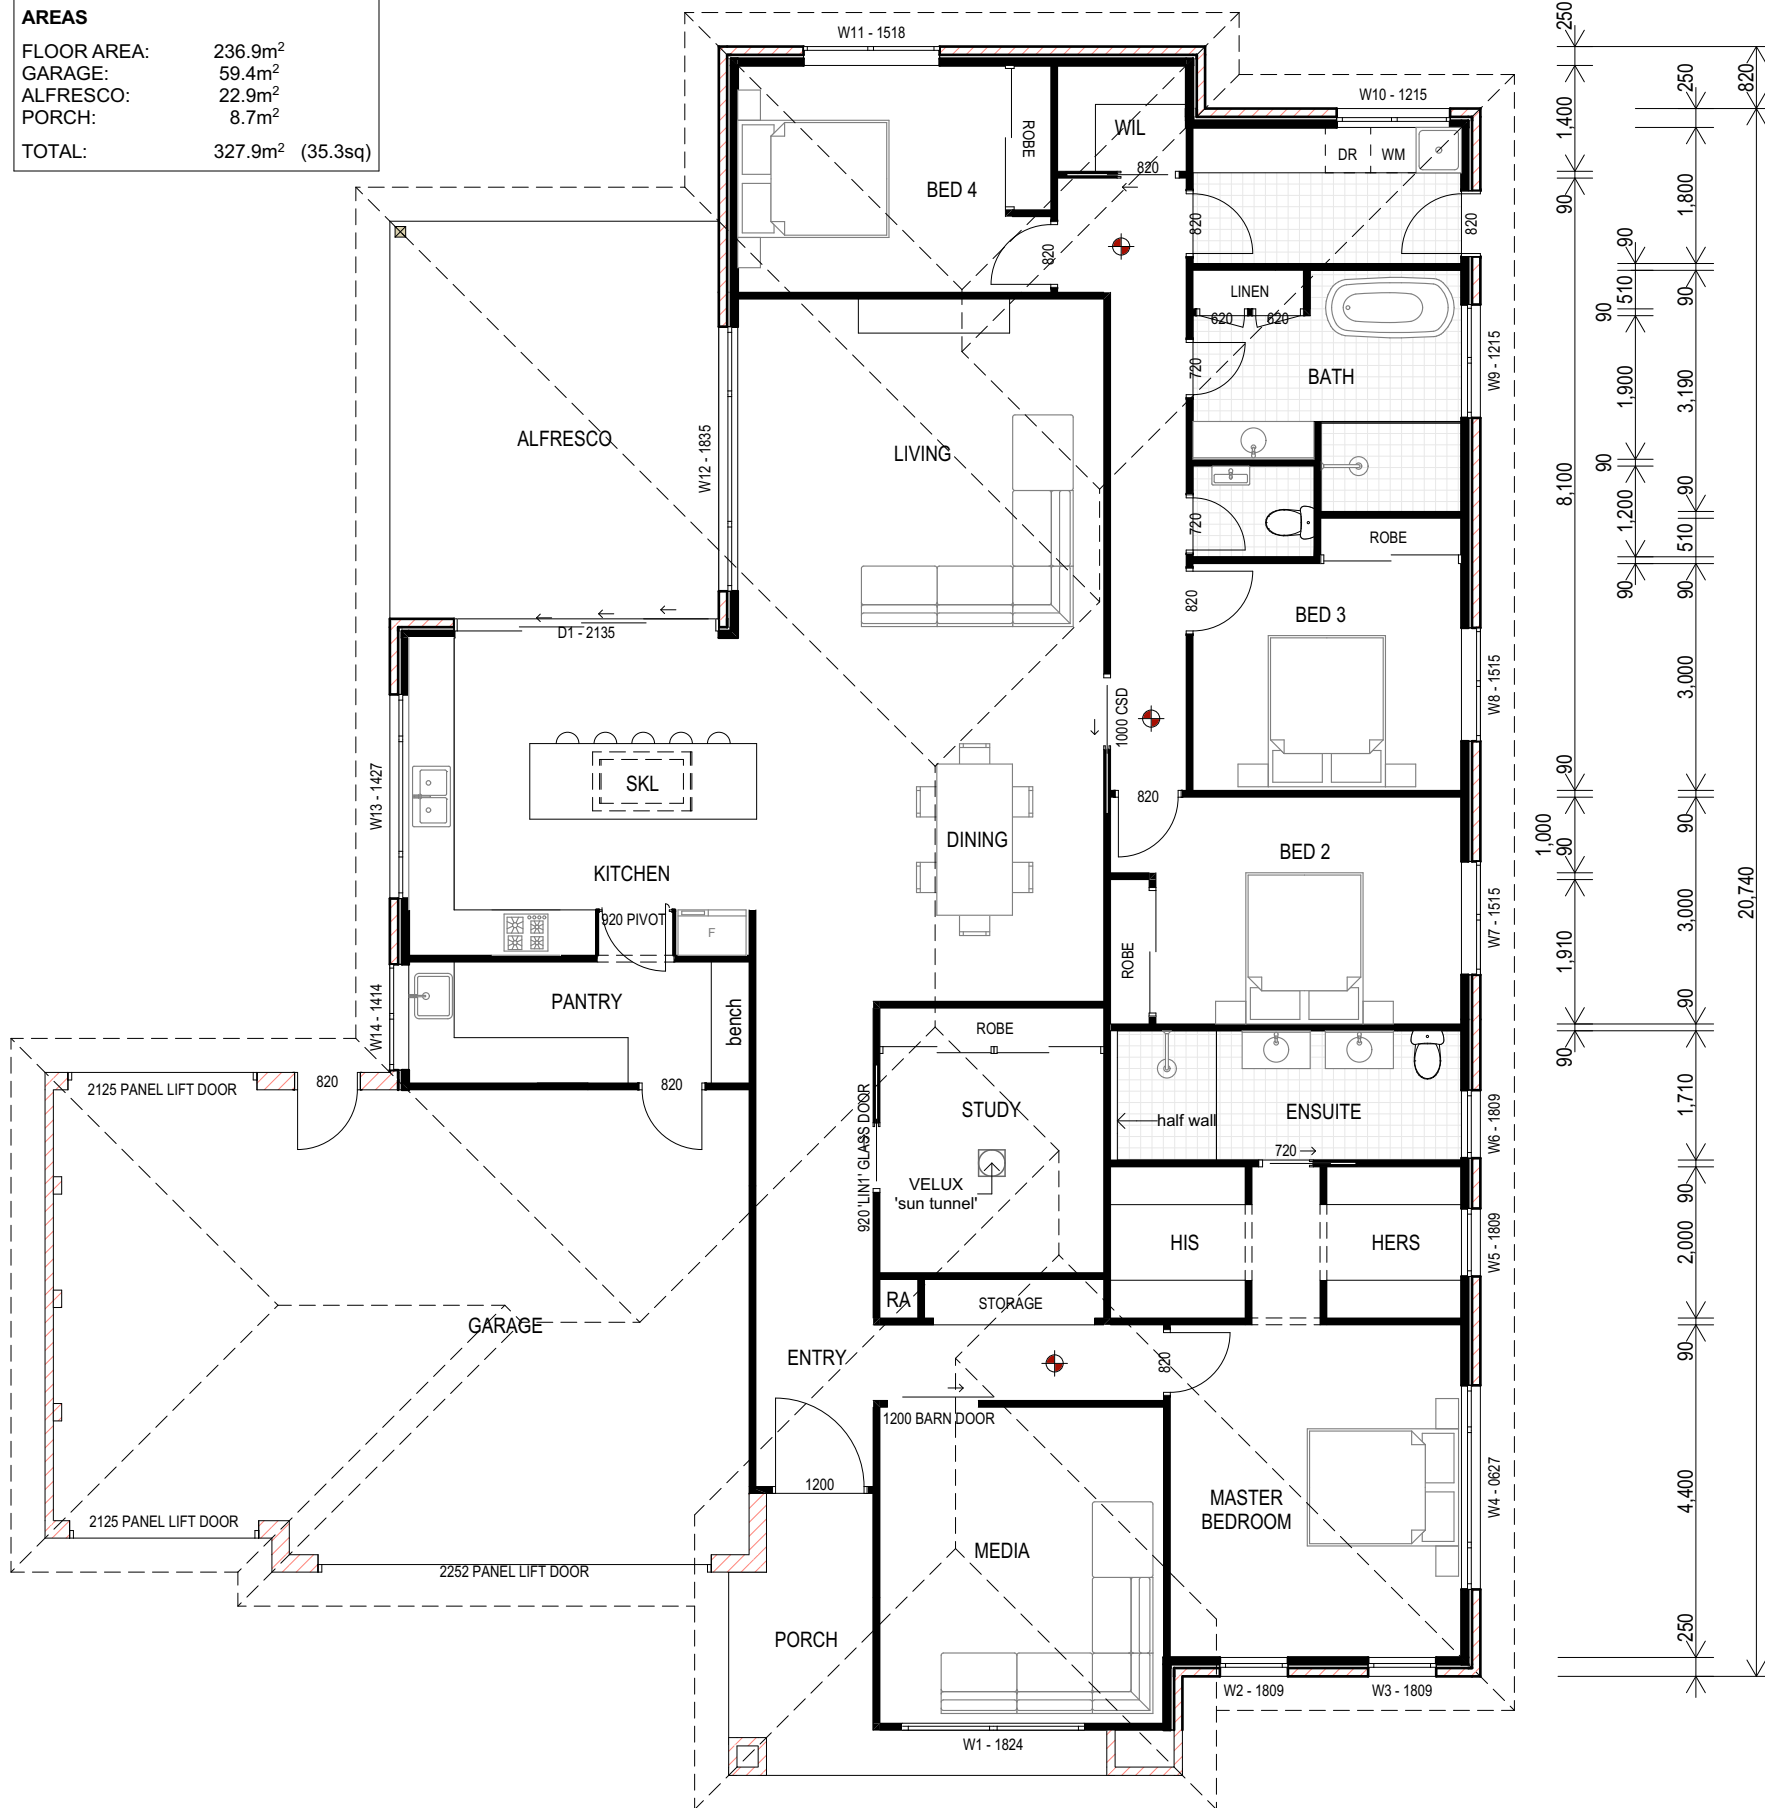 AREAS
FLOOR AREA: 236.9m²
GARAGE: 59.4m²
ALFRESCO: 22.9m²
PORCH: 8.7m²
TOTAL: 327.9m² (35.3sq)
W11 - 1518
W10 - 1215
ROBE
WIL
820
DR
WM
BED 4
820
820
820
LINEN
620
620
720
BATH
W9 - 1215
ALFRESCO
LIVING
W12 - 1835
720
ROBE
D1 - 2135
820
BED 3
W8 - 1515
1000 CSD
SKL
W13 - 1427
820
DINING
BED 2
KITCHEN
920 PIVOT
F
W7 - 1515
ROBE
PANTRY
bench
W14 - 1414
ROBE
2125 PANEL LIFT DOOR
820
820
920 'LIN1' GLASS DOOR
STUDY
VELUX
'sun tunnel'
half wall
ENSUITE
720
W6 - 1809
HIS
HERS
W5 - 1809
RA
STORAGE
GARAGE
ENTRY
820
1200 BARN DOOR
1200
MASTER
BEDROOM
W4 - 0627
2125 PANEL LIFT DOOR
MEDIA
2252 PANEL LIFT DOOR
PORCH
W2 - 1809
W3 - 1809
W1 - 1824
250
1,400
90
8,100
90
1,000
90
1,910
90
90
510
90
1,900
90
1,200
90
250
1,800
90
3,190
90
510
90
3,000
90
3,000
90
1,710
90
2,000
90
4,400
250
820
20,740